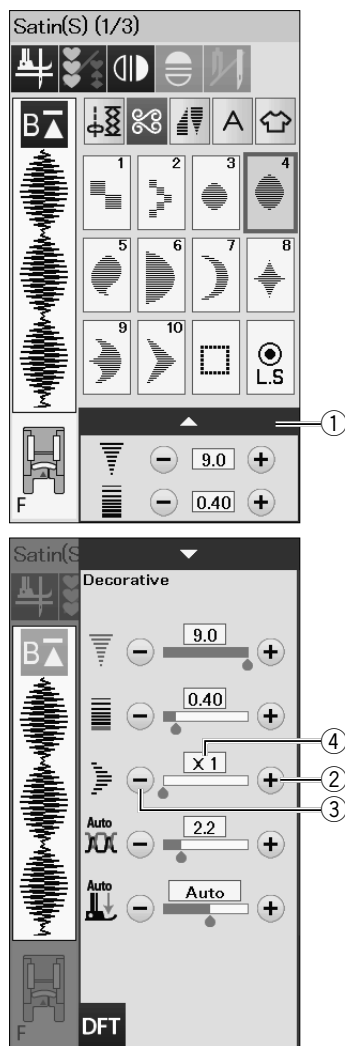 Satin(S) (1/3)
B
A
1 2 3 4
5 6 7 8
9 10
L.S
①
9.0
0.40
F
Satin(S
Decorative
B
9.0
0.40
④
X 1
②
③
Auto
2.2
Auto
Auto
F
DFT